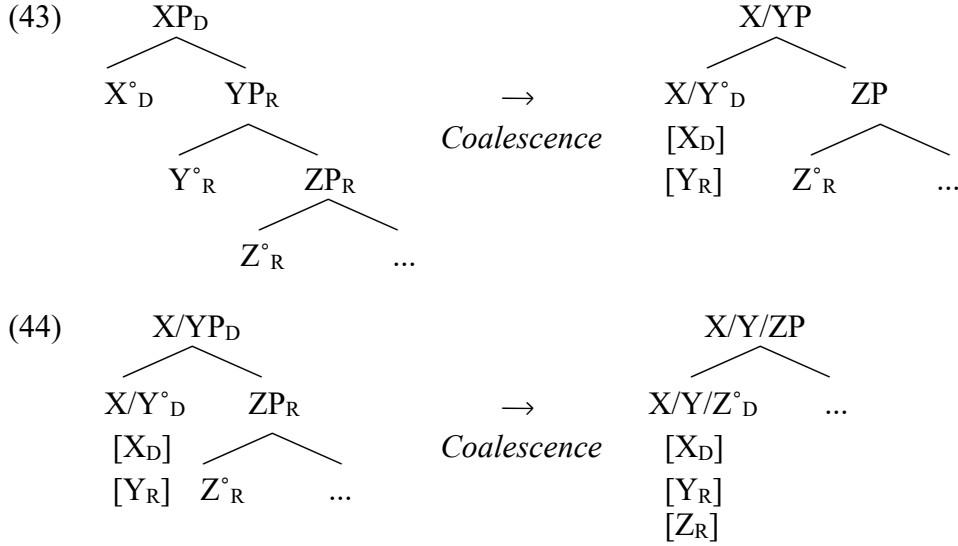 (43) XP_D X/YP
X°_D YP_R → X/Y°_D ZP
Coalescence [X_D]
Y°_R ZP_R [Y_R] Z°_R ...
Z°_R ...
(44) X/YP_D X/Y/ZP
X/Y°_D ZP_R → X/Y/Z°_D ...
[X_D] Coalescence [X_D]
[Y_R] Z°_R ... [Y_R]
[Z_R]